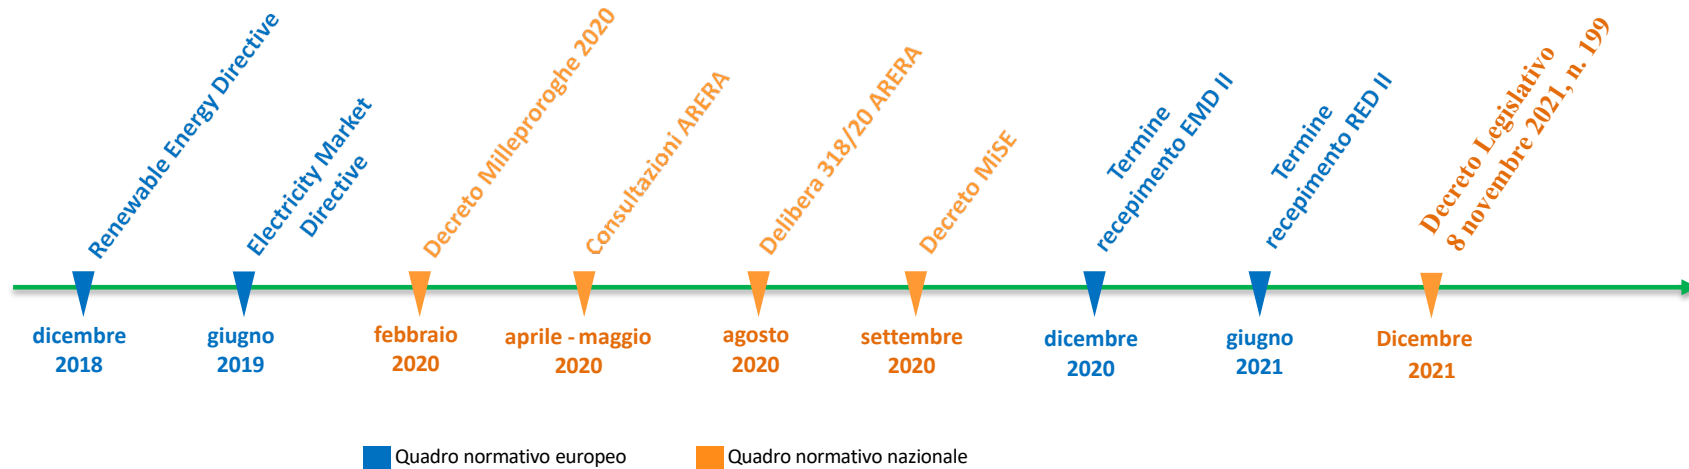 Renewable Energy Directive
Electricity Market
Directive
Decreto Milleproroghe 2020
Consultazioni ARERA
Delibera 318/20 ARERA
Decreto MiSE
Termine
recepimento EMD II
Termine
recepimento RED II
Decreto Legislativo
8 novembre 2021, n. 199
dicembre
2018
giugno
2019
febbraio
2020
aprile - maggio
2020
agosto
2020
settembre
2020
dicembre
2020
giugno
2021
Dicembre
2021
Quadro normativo europeo
Quadro normativo nazionale